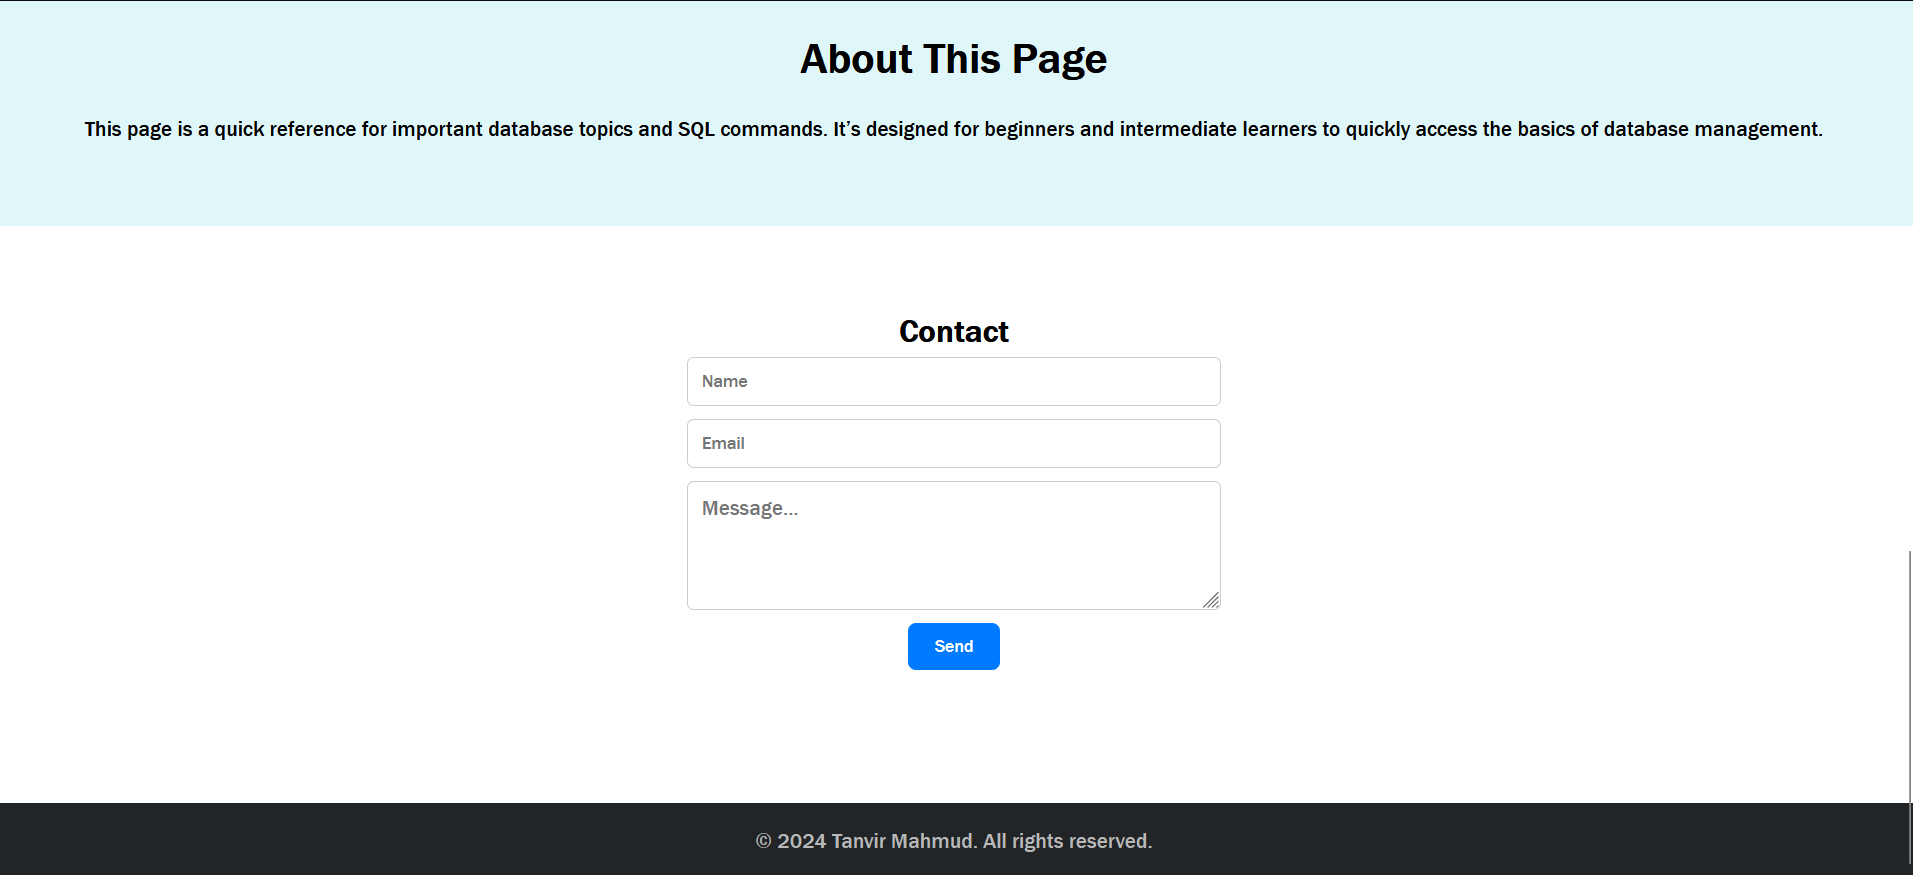 About This Page
This page is a quick reference for important database topics and SQL commands. It’s designed for beginners and intermediate learners to quickly access the basics of database management.
Contact
Name
Email
Message...
Send
© 2024 Tanvir Mahmud. All rights reserved.